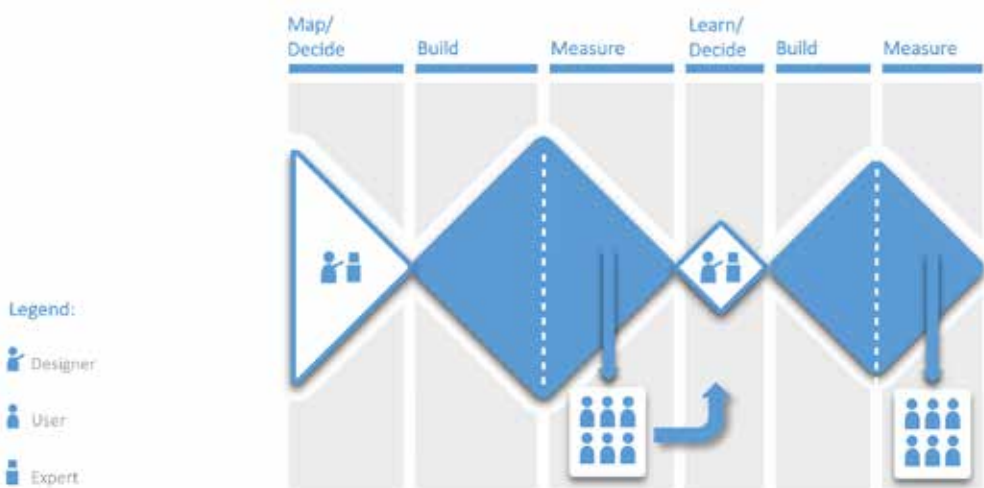 Map/
Decide
Build
Measure
Learn/
Decide
Build
Measure
Legend:
Designer
User
Expert